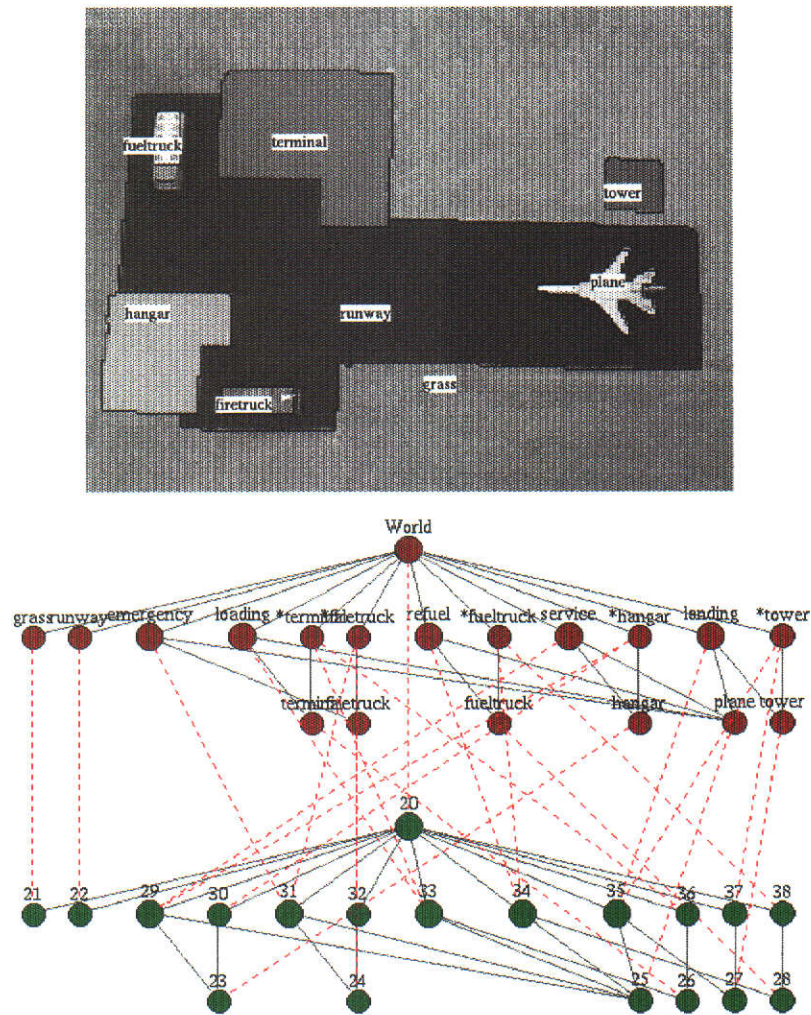 fueltruck terminal
tower
plane
hangar runway
grass
firetruck
World
grass runway emergency loading *terminal *firetruck refuel *fueltruck service *hangar landing *tower
terminal firetruck fueltruck hangar plane tower
20
21 22 29 30 31 32 33 34 35 36 37 38
23 24 25 26 27 28